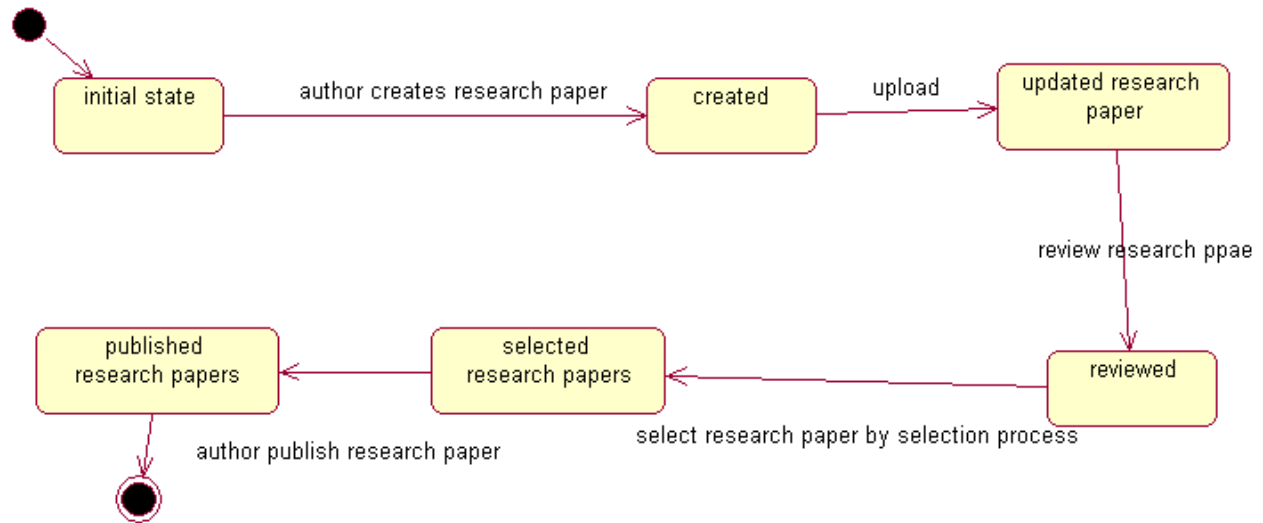 initial state
author creates research paper
created
upload
updated research
paper
review research ppae
reviewed
select research paper by selection process
selected
research papers
published
research papers
author publish research paper